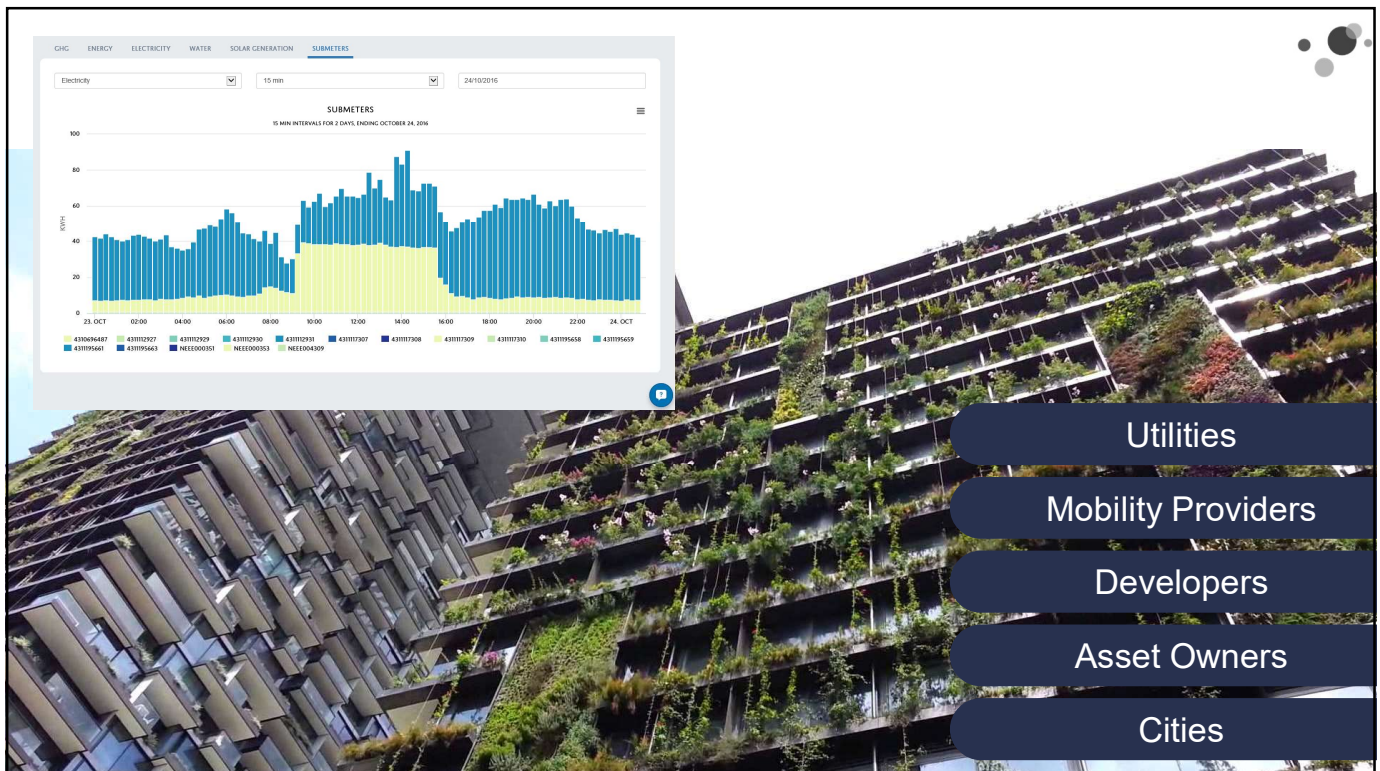 GHG ENERGY ELECTRICITY WATER SOLAR GENERATION SUBMETERS
Electricity 15 min 24/10/2016
SUBMETERS
15 MIN INTERVALS FOR 2 DAYS, ENDING OCTOBER 24, 2016
100
80
60
40
20
0
KWH
23. OCT 02:00 04:00 06:00 08:00 10:00 12:00 14:00 16:00 18:00 20:00 22:00 24. OCT
4310696487 4311112927 4311112929 4311112930 4311112931 4311117307 4311117308 4311117309 4311117310 4311195658 4311195659
4311195661 4311195663 NEEE000351 NEEE000353 NEEE004309
?
Utilities
Mobility Providers
Developers
Asset Owners
Cities